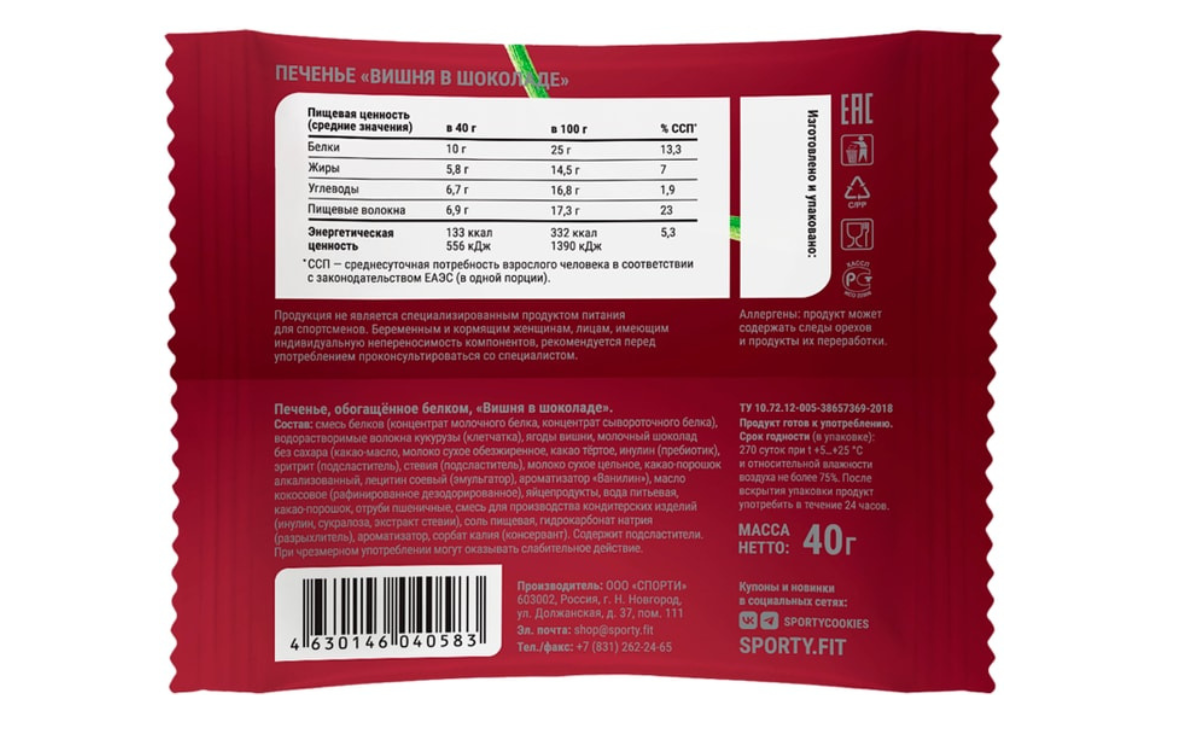 ПЕЧЕНЬЕ «ВИШНЯ В ШОКОЛАДЕ»
Пищевая ценность
(средние значения) в 40 г в 100 г % ССП*
Белки 10 г 25 г 13,3
Жиры 5,8 г 14,5 г 7
Углеводы 6,7 г 16,8 г 1,9
Пищевые волокна 6,9 г 17,3 г 23
Энергетическая 133 ккал 332 ккал 5,3
ценность 556 кДж 1390 кДж
*ССП — среднесуточная потребность взрослого человека в соответствии
с законодательством ЕАЭС (в одной порции).
Изготовлено и упаковано:
ЕАС
C/PP
РСТ
Продукция не является специализированным продуктом питания
для спортсменов. Беременным и кормящим женщинам, лицам, имеющим
индивидуальную непереносимость компонентов, рекомендуется перед
употреблением проконсультироваться со специалистом.
Аллергены: продукт может
содержать следы орехов
и продукты их переработки.
Печенье, обогащённое белком, «Вишня в шоколаде».
Состав: смесь белков (концентрат молочного белка, концентрат сывороточного белка),
водорастворимые волокна кукурузы (клетчатка), ягоды вишни, молочный шоколад
без сахара (какао-масло, молоко сухое обезжиренное, какао тёртое, инулин (пребиотик),
эритрит (подсластитель), стевия (подсластитель), молоко сухое цельное, какао-порошок
алкализованный, лецитин соевый (эмульгатор), ароматизатор «Ванилин»), масло
кокосовое (рафинированное дезодорированное), яйцепродукты, вода питьевая,
какао-порошок, отруби пшеничные, смесь для производства кондитерских изделий
(инулин, сукралоза, экстракт стевии), соль пищевая, гидрокарбонат натрия
(разрыхлитель), ароматизатор, сорбат калия (консервант). Содержит подсластители.
При чрезмерном употреблении могут оказывать слабительное действие.
ТУ 10.72.12-005-38657369-2018
Продукт готов к употреблению.
Срок годности (в упаковке):
270 суток при t +5...+25 °C
и относительной влажности
воздуха не более 75%. После
вскрытия упаковки продукт
употребить в течение 24 часов.
МАССА
НЕТТО: 40г
4 630146 040583
Производитель: ООО «СПОРТИ»
603002, Россия, г. Н. Новгород,
ул. Должанская, д. 37, пом. 111
Эл. почта: shop@sporty.fit
Тел./факс: +7 (831) 262-24-65
Купоны и новинки
в социальных сетях:
SPORTYCOOKIES
SPORTY.FIT